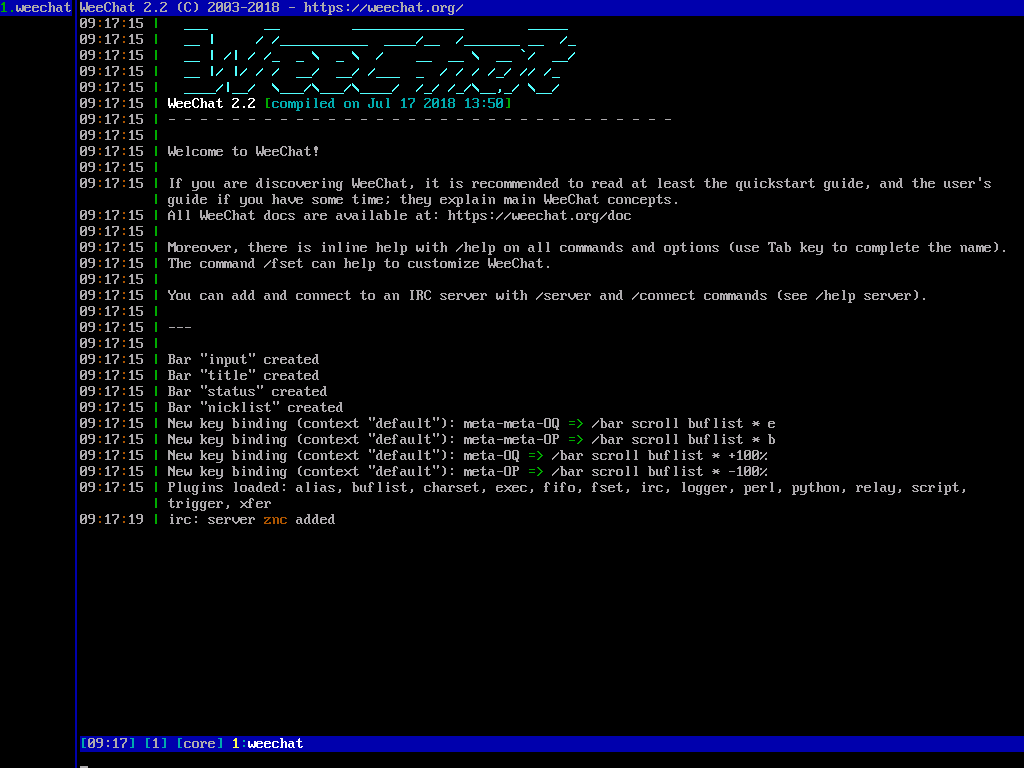 1.weechat
WeeChat 2.2 (C) 2003-2018 - https://weechat.org/
09:17:15 |
09:17:15 |
09:17:15 | WeeChat
09:17:15 |
09:17:15 |
09:17:15 | WeeChat 2.2 [compiled on Jul 17 2018 13:50]
09:17:15 | - - - - - - - - - - - - - - - - - - - - - - - - - - - - - - - -
09:17:15 |
09:17:15 | Welcome to WeeChat!
09:17:15 |
09:17:15 | If you are discovering WeeChat, it is recommended to read at least the quickstart guide, and the user's
| guide if you have some time; they explain main WeeChat concepts.
09:17:15 | All WeeChat docs are available at: https://weechat.org/doc
09:17:15 |
09:17:15 | Moreover, there is inline help with /help on all commands and options (use Tab key to complete the name).
09:17:15 | The command /fset can help to customize WeeChat.
09:17:15 |
09:17:15 | You can add and connect to an IRC server with /server and /connect commands (see /help server).
09:17:15 |
09:17:15 | ---
09:17:15 |
09:17:15 | Bar "input" created
09:17:15 | Bar "title" created
09:17:15 | Bar "status" created
09:17:15 | Bar "nicklist" created
09:17:15 | New key binding (context "default"): meta-meta-OQ => /bar scroll buflist * e
09:17:15 | New key binding (context "default"): meta-meta-OP => /bar scroll buflist * b
09:17:15 | New key binding (context "default"): meta-OQ => /bar scroll buflist * +100%
09:17:15 | New key binding (context "default"): meta-OP => /bar scroll buflist * -100%
09:17:15 | Plugins loaded: alias, buflist, charset, exec, fifo, fset, irc, logger, perl, python, relay, script,
| trigger, xfer
09:17:19 | irc: server znc added
[09:17] [1] [core] 1:weechat